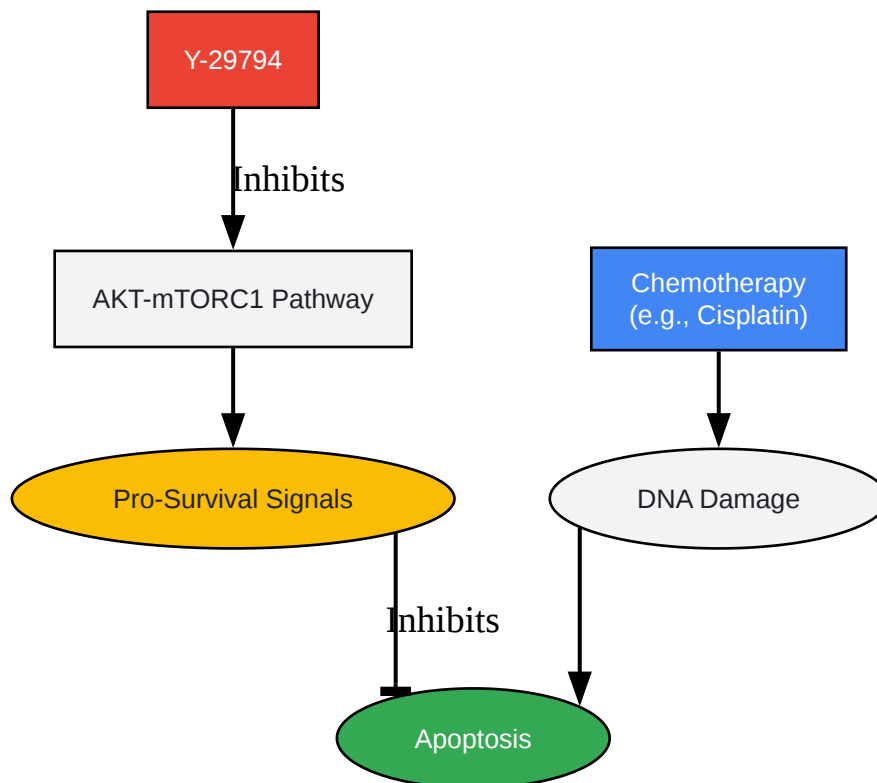 Y-29794
Inhibits
AKT-mTORC1 Pathway
Chemotherapy
(e.g., Cisplatin)
Pro-Survival Signals
DNA Damage
Inhibits
Apoptosis